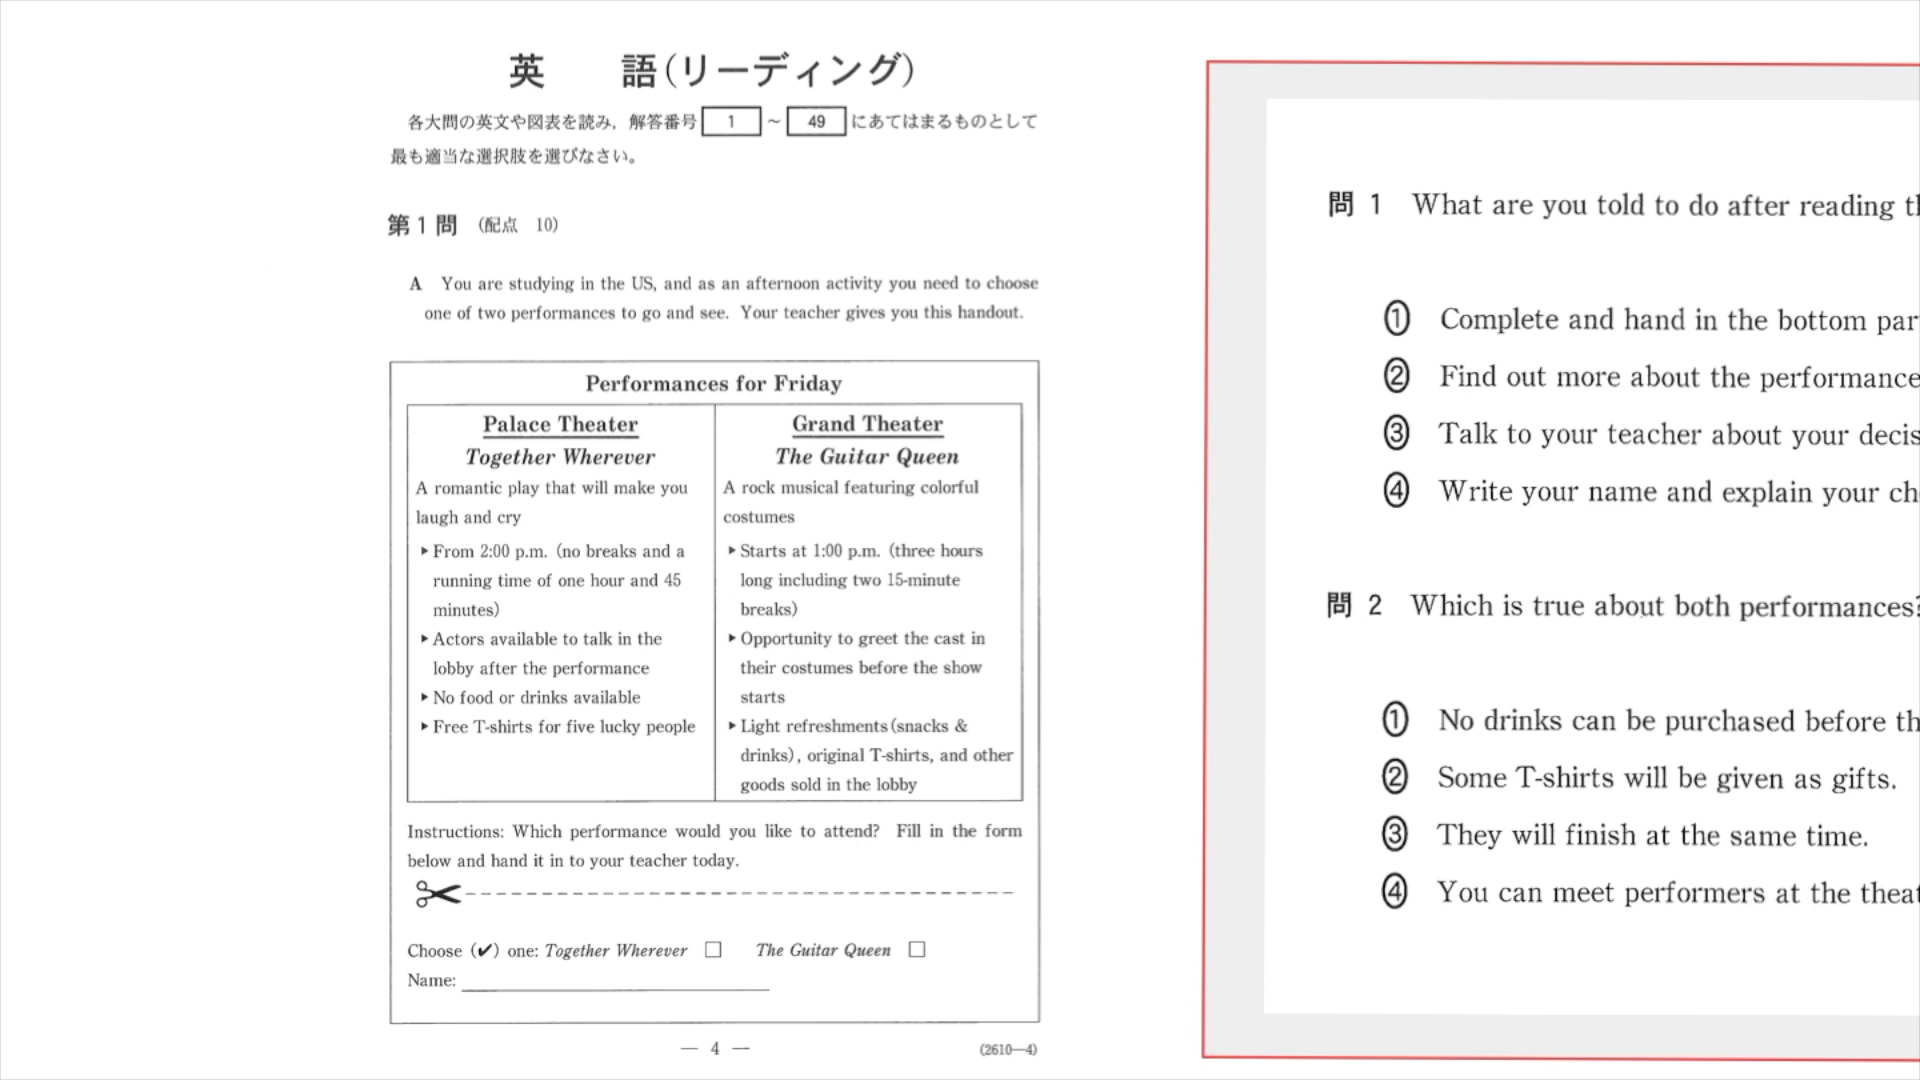 英 語(リーディング)
各大問の英文や図表を読み，解答番号 1 ～ 49 にあてはまるものとして
最も適当な選択肢を選びなさい。
第1問 (配点 10)
A You are studying in the US, and as an afternoon activity you need to choose
one of two performances to go and see. Your teacher gives you this handout.
Performances for Friday
Palace Theater
Together Wherever
A romantic play that will make you
laugh and cry
▶From 2:00 p.m. (no breaks and a
running time of one hour and 45
minutes)
▶Actors available to talk in the
lobby after the performance
▶No food or drinks available
▶Free T-shirts for five lucky people
Grand Theater
The Guitar Queen
A rock musical featuring colorful
costumes
▶Starts at 1:00 p.m. (three hours
long including two 15-minute
breaks)
▶Opportunity to greet the cast in
their costumes before the show
starts
▶Light refreshments (snacks &
drinks), original T-shirts, and other
goods sold in the lobby
Instructions: Which performance would you like to attend? Fill in the form
below and hand it in to your teacher today.
Choose (✔) one: Together Wherever □ The Guitar Queen □
Name:
— 4 —
(2610—4)
問 1 What are you told to do after reading
① Complete and hand in the bottom
② Find out more about the performance
③ Talk to your teacher about your
④ Write your name and explain your
問 2 Which is true about both performances?
① No drinks can be purchased before
② Some T-shirts will be given as gifts.
③ They will finish at the same time.
④ You can meet performers at the